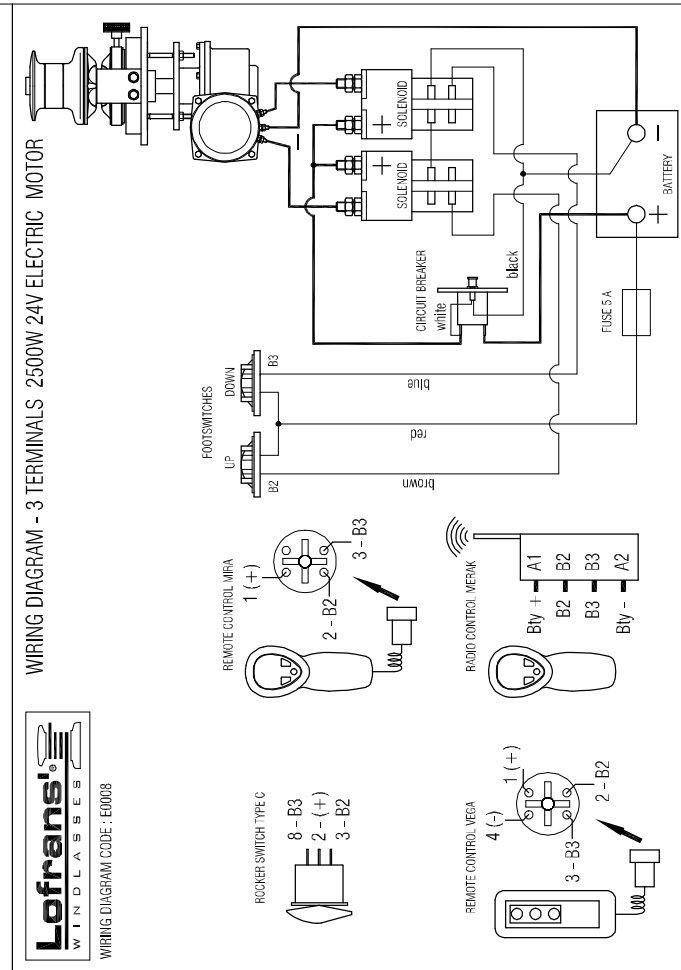 Lofrans'®
WINDLASSES
WIRING DIAGRAM CODE : E0008
WIRING DIAGRAM - 3 TERMINALS 2500W 24V ELECTRIC MOTOR
ROCKER SWITCH TYPE C
8 - B3
2 - (+)
3 - B2
REMOTE CONTROL MIRA
1 (+)
2 - B2
3 - B3
FOOTSWITCHES
UP
DOWN
B2
B3
brown
red
blue
CIRCUIT BREAKER
white
black
SOLENOID
+
SOLENOID
+
-
BATTERY
+
-
FUSE 5 A
REMOTE CONTROL VEGA
4 (-)
1 (+)
3 - B3
2 - B2
RADIO CONTROL MERAK
Bty + A1
B2 B2
B3 B3
Bty - A2